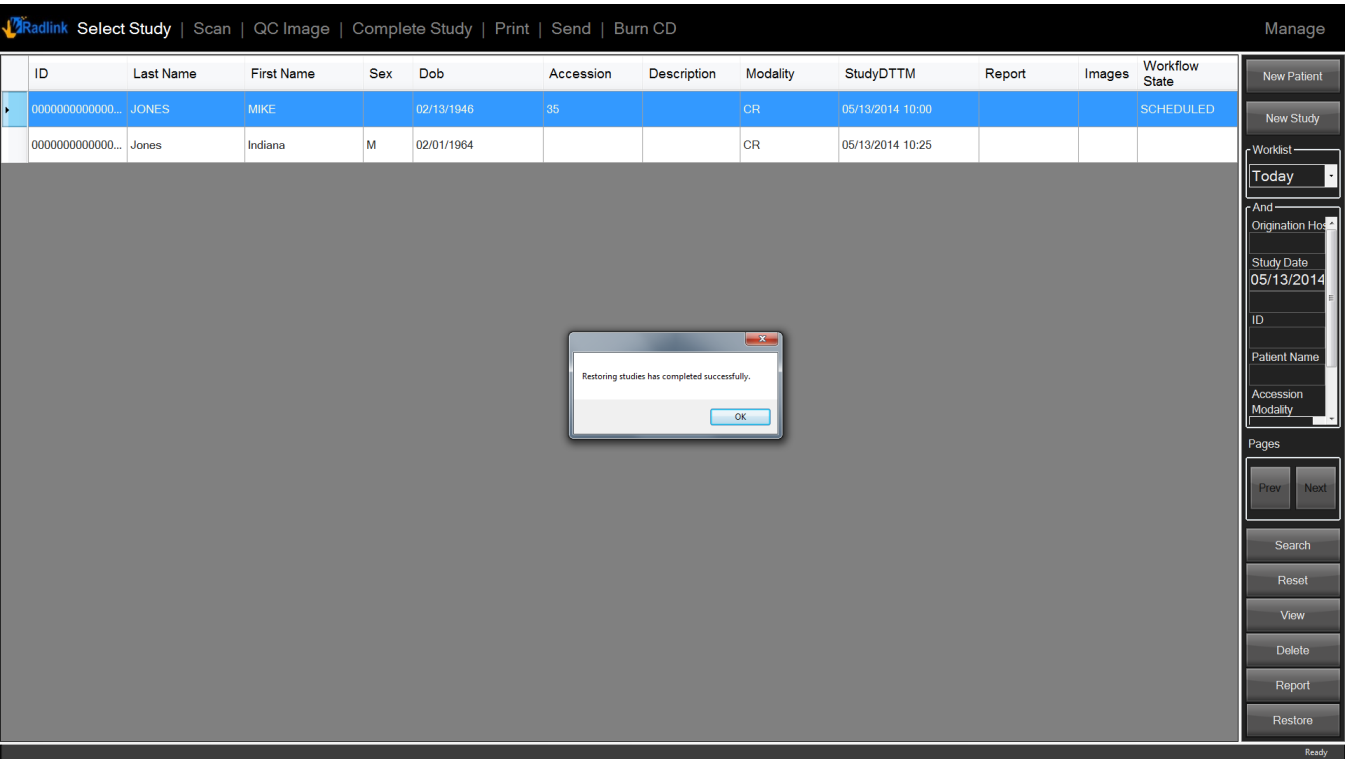 Radlink Select Study | Scan | QC Image | Complete Study | Print | Send | Burn CD Manage
ID Last Name First Name Sex Dob Accession Description Modality StudyDTTM Report Images Workflow State
0000000000000... JONES MIKE 02/13/1946 35 CR 05/13/2014 10:00 SCHEDULED
0000000000000... Jones Indiana M 02/01/1964 CR 05/13/2014 10:25
Restoring studies has completed successfully.
OK
New Patient
New Study
Worklist
Today
And
Origination Hos
Study Date
05/13/2014
ID
Patient Name
Accession
Modality
Pages
Prev Next
Search
Reset
View
Delete
Report
Restore
Ready